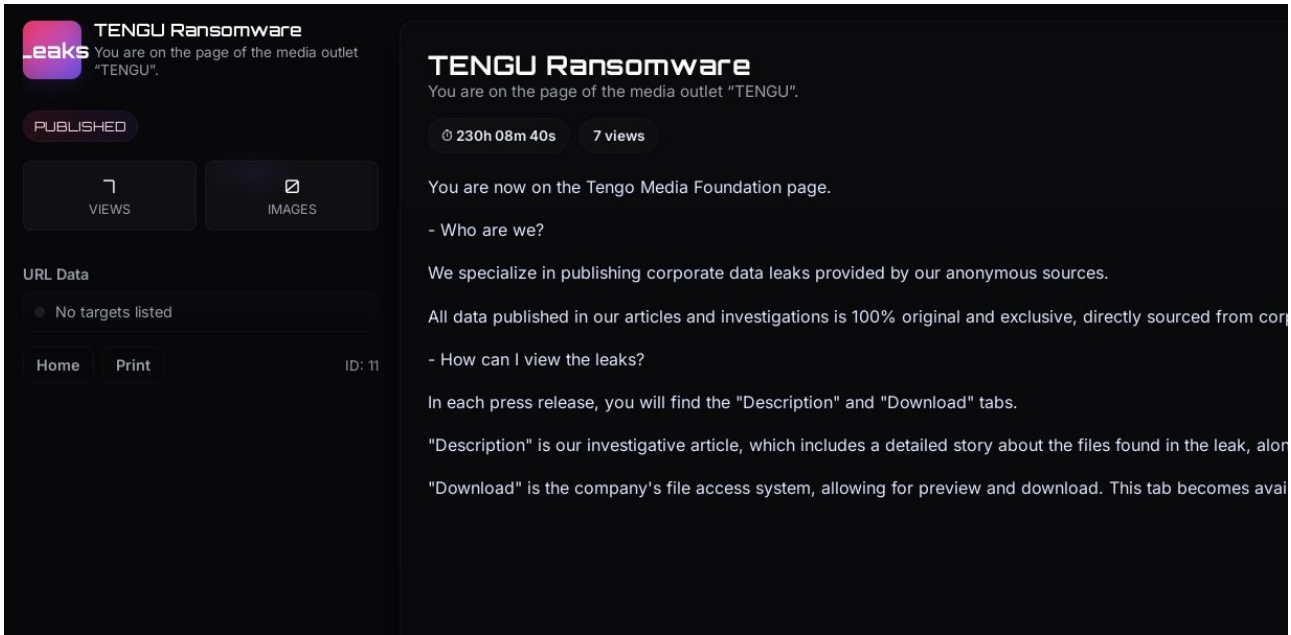 TENGU Ransomware
Leaks
You are on the page of the media outlet
“TENGU”.
PUBLISHED
7
VIEWS
0
IMAGES
URL Data
No targets listed
Home
Print
ID: 11
TENGU Ransomware
You are on the page of the media outlet “TENGU”.
⏱ 230h 08m 40s
7 views
You are now on the Tengo Media Foundation page.
- Who are we?
We specialize in publishing corporate data leaks provided by our anonymous sources.
All data published in our articles and investigations is 100% original and exclusive, directly sourced from
- How can I view the leaks?
In each press release, you will find the "Description" and "Download" tabs.
"Description" is our investigative article, which includes a detailed story about the files found in the leak,
"Download" is the company's file access system, allowing for preview and download. This tab becomes